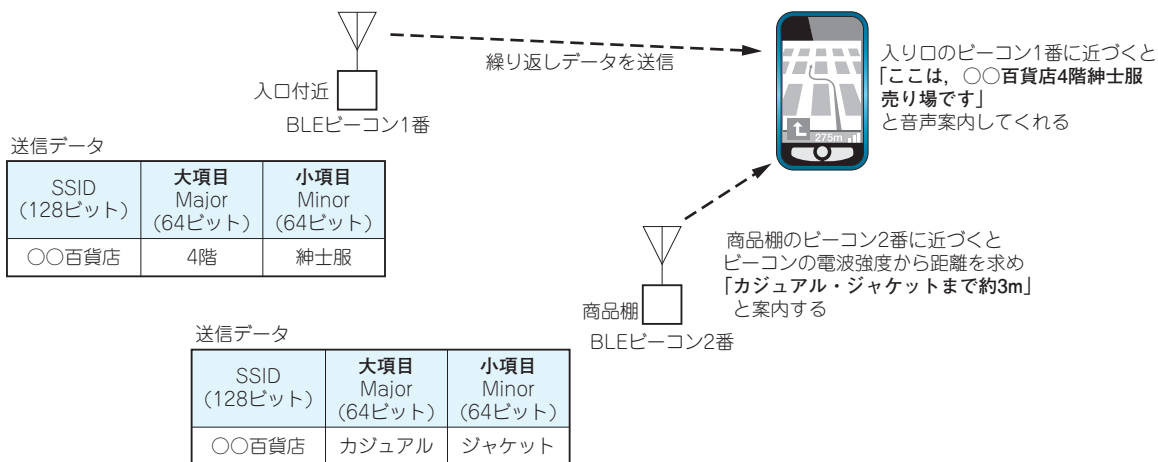 繰り返しデータを送信
入口付近
BLEビーコン1番
入り口のビーコン1番に近づくと
「ここは，○○百貨店4階紳士服
売り場です」
と音声案内してくれる
275m
送信データ
SSID
（128ビット）
大項目
Major
（64ビット）
小項目
Minor
（64ビット）
○○百貨店
4階
紳士服
商品棚
BLEビーコン2番
商品棚のビーコン2番に近づくと
ビーコンの電波強度から距離を求め
「カジュアル・ジャケットまで約3m」
と案内する
送信データ
SSID
（128ビット）
大項目
Major
（64ビット）
小項目
Minor
（64ビット）
○○百貨店
カジュアル
ジャケット